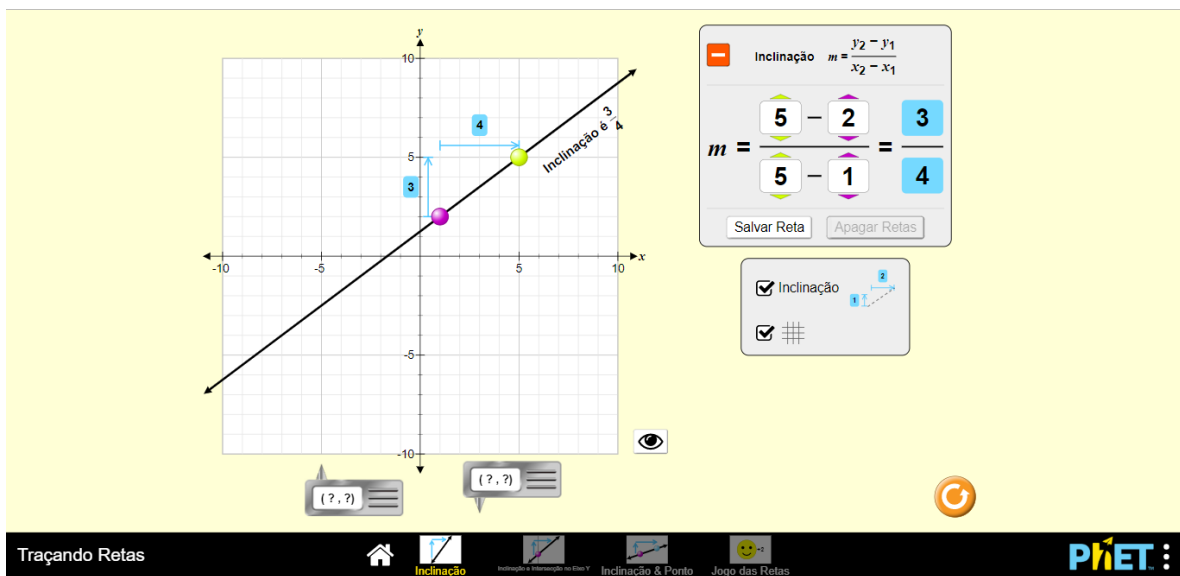 y
10
5
-5
-10
-10
-5
5
10
x
4
3
Inclinação é 3/4
(?, ?)
(?, ?)
Inclinação m = y2 − y1 / x2 − x1
m = 5 − 2 / 5 − 1 = 3 / 4
Salvar Reta
Apagar Retas
Inclinação
2
1
Traçando Retas
Inclinação
Inclinação e Intersecção no Eixo Y
Inclinação & Ponto
Jogo das Retas
PhET